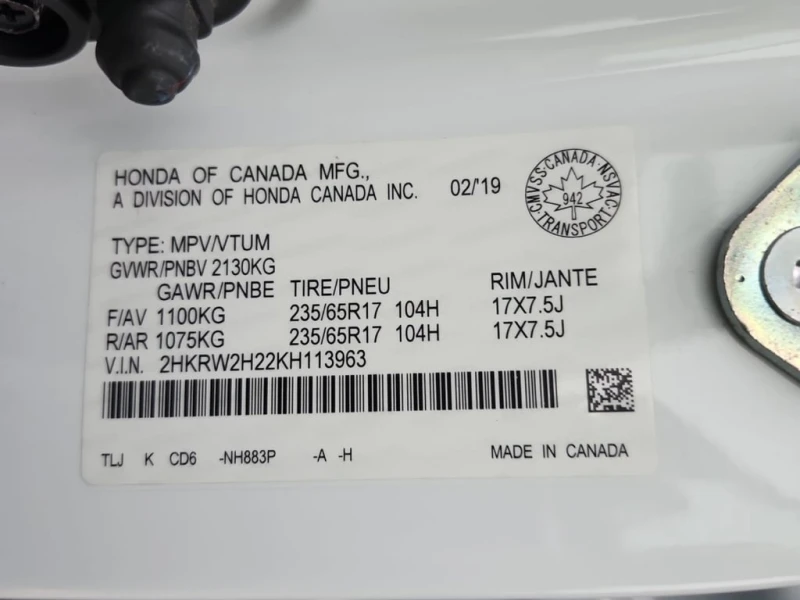 HONDA OF CANADA MFG.,
A DIVISION OF HONDA CANADA INC. 02/'19
CMVSS·CANADA·NSVAC·TRANSPORT·
942
TYPE: MPV/VTUM
GVWR/PNBV 2130KG
GAWR/PNBE TIRE/PNEU RIM/JANTE
F/AV 1100KG 235/65R17 104H 17X7.5J
R/AR 1075KG 235/65R17 104H 17X7.5J
V.I.N. 2HKRW2H22KH113963
TLJ K CD6 -NH883P -A -H MADE IN CANADA